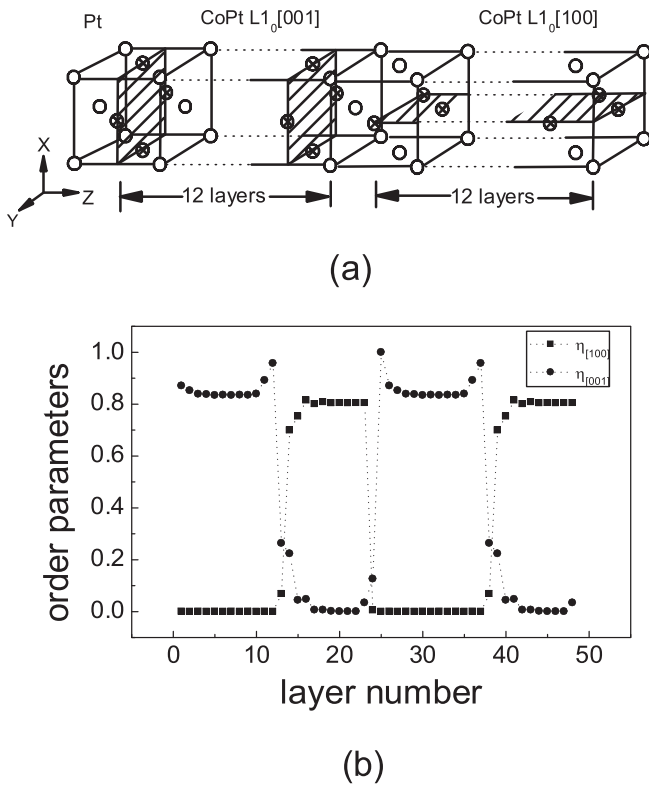 Pt CoPt L1₀[001] CoPt L1₀[100]
X
Y Z
12 layers 12 layers
(a)
η[100]
η[001]
1.0
0.8
0.6
0.4
0.2
0.0
order parameters
0 10 20 30 40 50
layer number
(b)